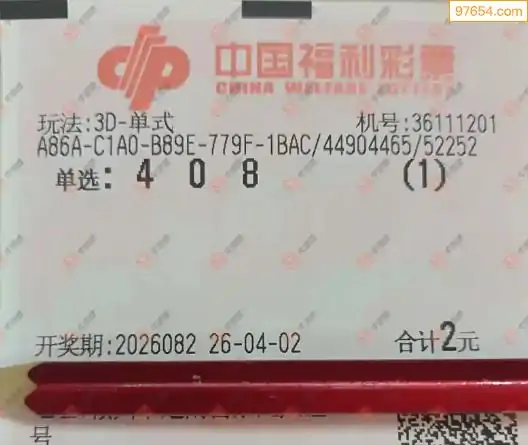 97654.com
中国福利彩票
CHINA WELFARE LOTTERY
玩法:3D-单式 机号:36111201
A86A-C1A0-B89E-779F-1BAC/44904465/52252
单选: 4 0 8 (1)
开奖期:2026082 26-04-02 合计2元
号